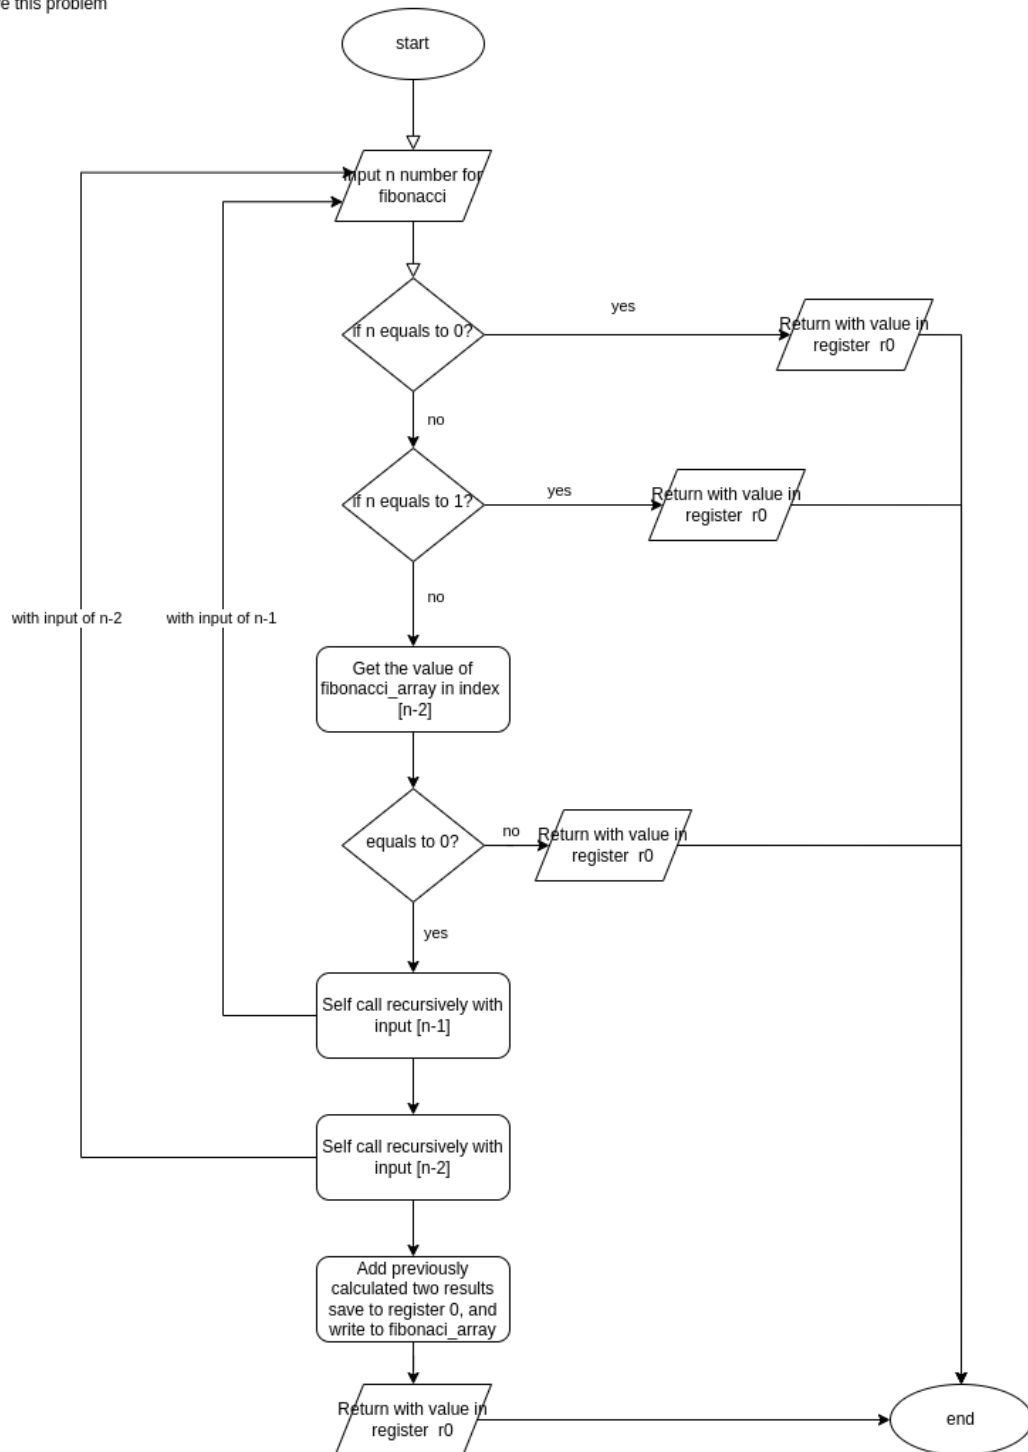 this problem
start
Input n number for
fibonacci
if n equals to 0?
yes
Return with value in
register r0
no
if n equals to 1?
yes
Return with value in
register r0
no
with input of n-2
with input of n-1
Get the value of
fibonacci_array in index
[n-2]
equals to 0?
no
Return with value in
register r0
yes
Self call recursively with
input [n-1]
Self call recursively with
input [n-2]
Add previously
calculated two results
save to register 0, and
write to fibonaci_array
Return with value in
register r0
end